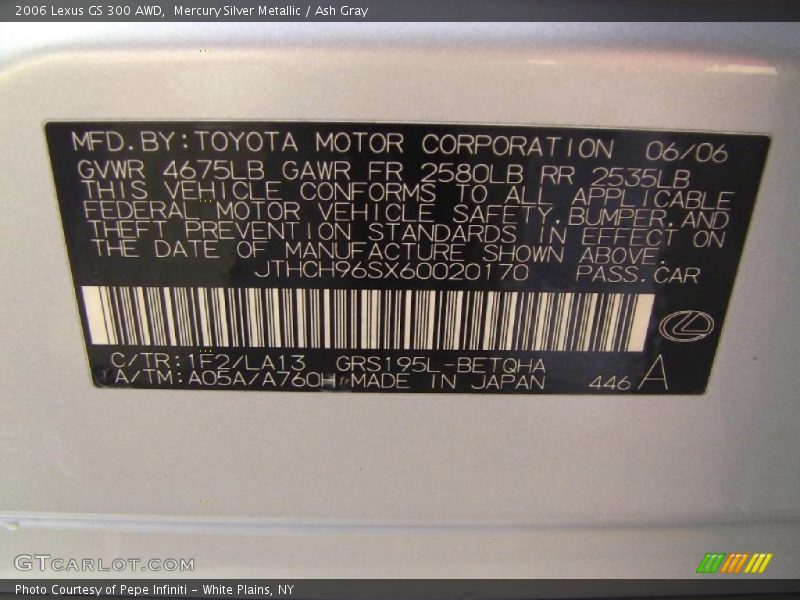 2006 Lexus GS 300 AWD, Mercury Silver Metallic / Ash Gray
MFD.BY:TOYOTA MOTOR CORPORATION 06/06
GVWR 4675LB GAWR FR 2580LB RR 2535LB
THIS VEHICLE CONFORMS TO ALL APPLICABLE
FEDERAL MOTOR VEHICLE SAFETY,BUMPER,AND
THEFT PREVENTION STANDARDS IN EFFECT ON
THE DATE OF MANUFACTURE SHOWN ABOVE.
JTHCH96SX60020170 PASS.CAR
C/TR:1F2/LA13 GRS195L-BETQHA
A/TM:A05A/A760H MADE IN JAPAN 446 A
GTCARLOT.COM
Photo Courtesy of Pepe Infiniti - White Plains, NY